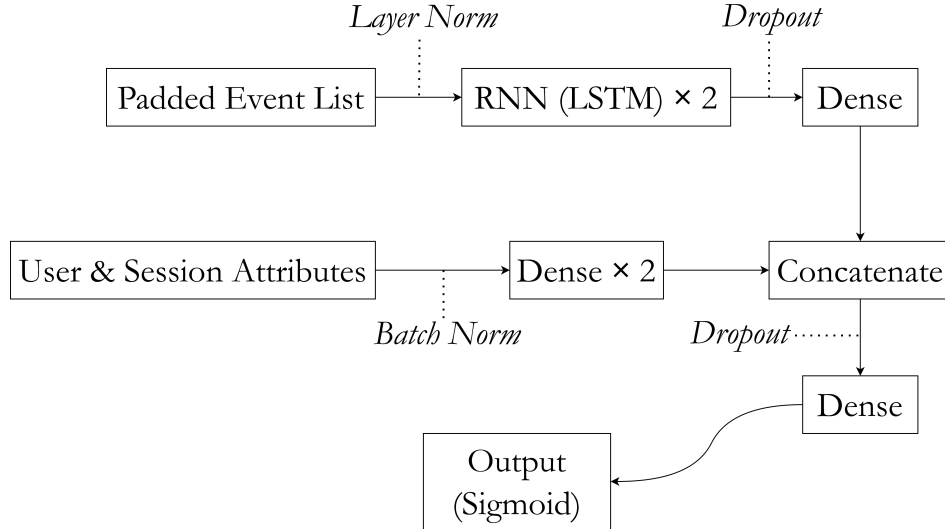 Layer Norm
Dropout
Padded Event List
RNN (LSTM) × 2
Dense
User & Session Attributes
Dense × 2
Concatenate
Batch Norm
Dropout
Dense
Output
(Sigmoid)